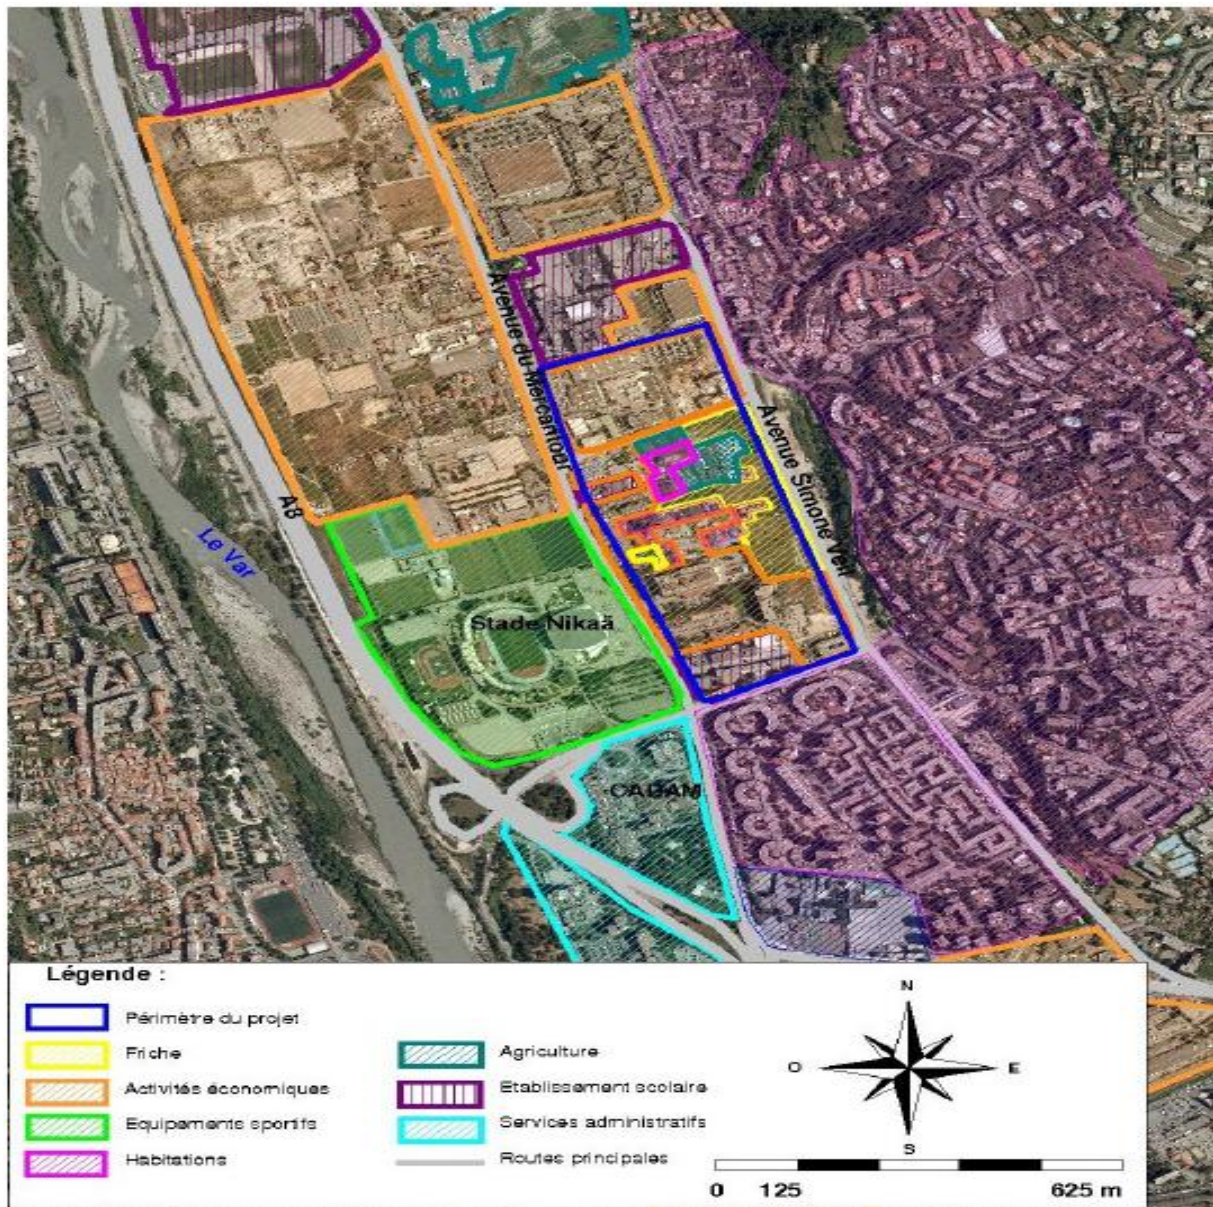 Avenue du Mercantour
Avenue Simone Veil
A8
Le Var
Stade Nikaä
CADAM
Légende :
Périmètre du projet
Friche
Activités économiques
Equipements sportifs
Habitations
Agriculture
Etablissement scolaire
Services administratifs
Routes principales
N
O
E
S
0 125 625 m